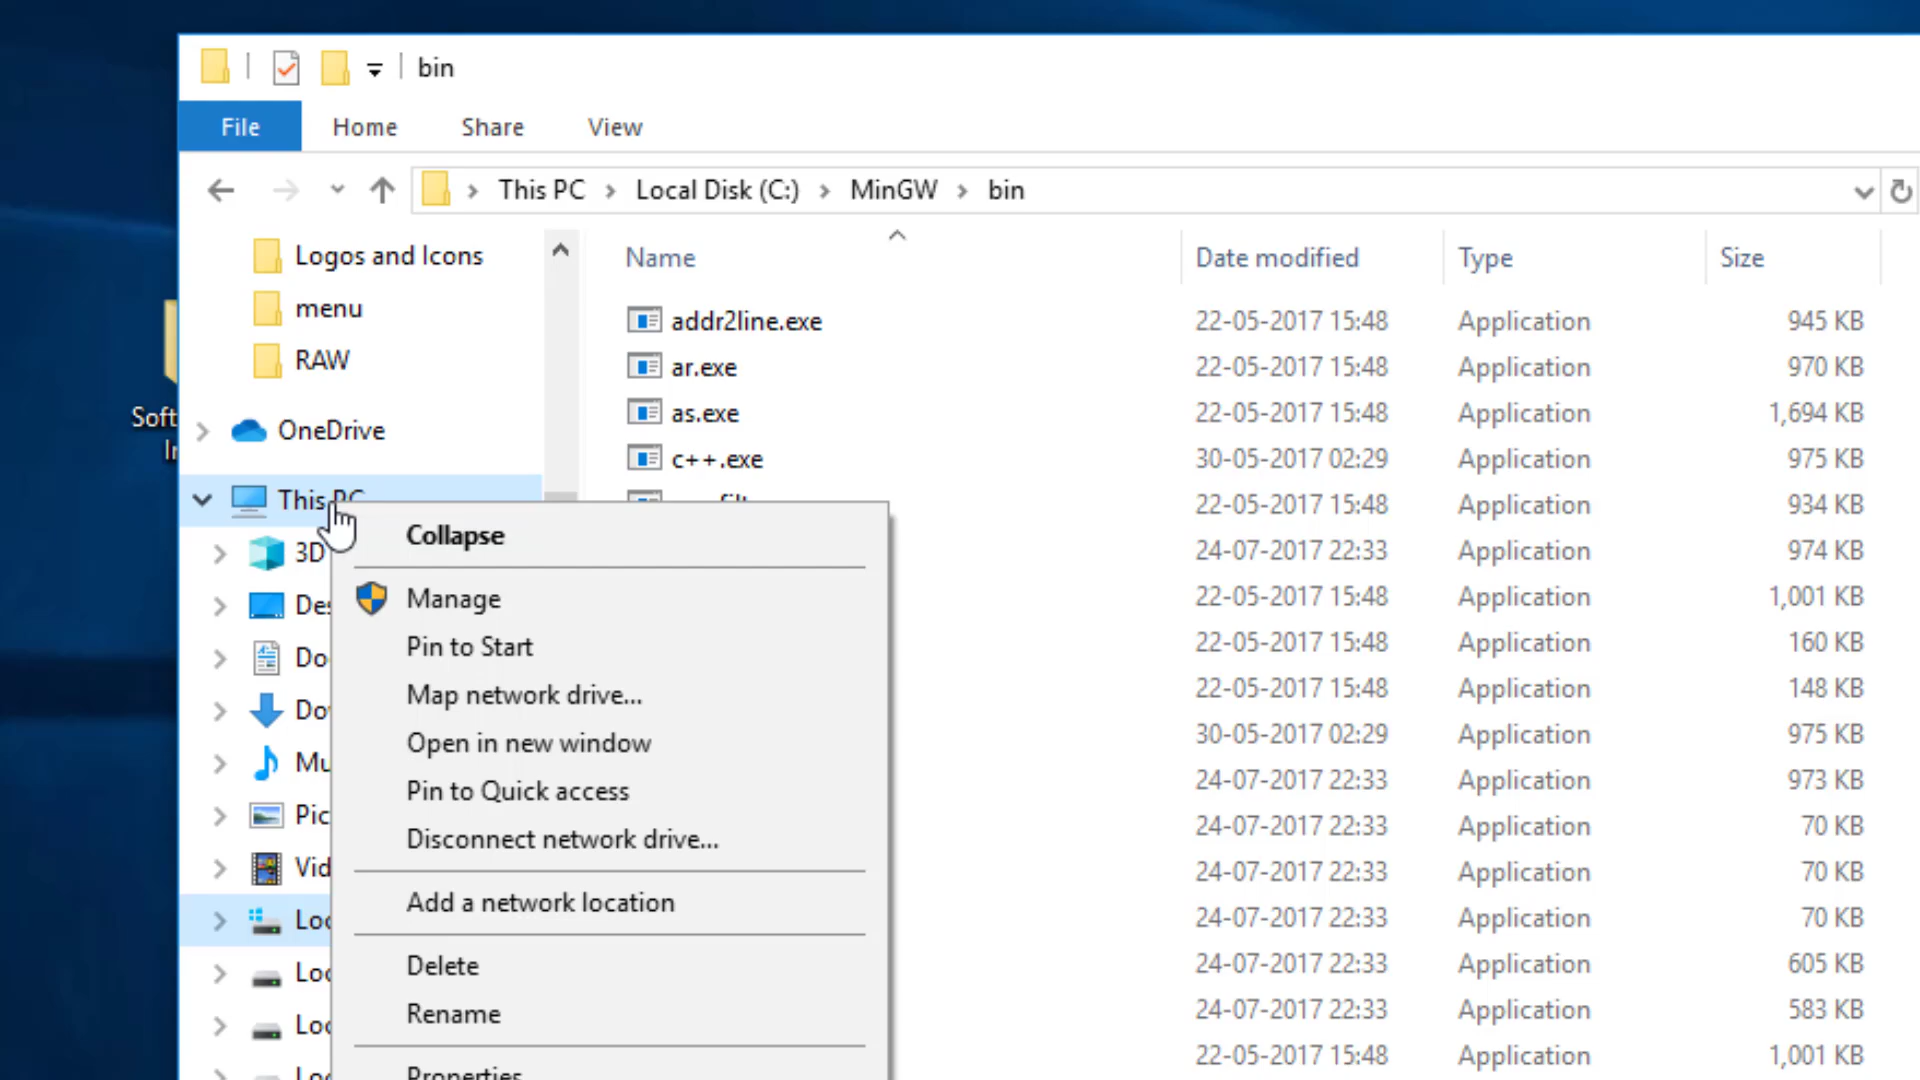 bin
File Home Share View
This PC Local Disk (C:) MinGW bin
Logos and Icons
menu
RAW
OneDrive
This PC
3D
Des
Do
Do
Mu
Pic
Vid
Loc
Loc
Loc
Soft
Name Date modified Type Size
addr2line.exe 22-05-2017 15:48 Application 945 KB
ar.exe 22-05-2017 15:48 Application 970 KB
as.exe 22-05-2017 15:48 Application 1,694 KB
c++.exe 30-05-2017 02:29 Application 975 KB
22-05-2017 15:48 Application 934 KB
24-07-2017 22:33 Application 974 KB
22-05-2017 15:48 Application 1,001 KB
22-05-2017 15:48 Application 160 KB
22-05-2017 15:48 Application 148 KB
30-05-2017 02:29 Application 975 KB
24-07-2017 22:33 Application 973 KB
24-07-2017 22:33 Application 70 KB
24-07-2017 22:33 Application 70 KB
24-07-2017 22:33 Application 70 KB
24-07-2017 22:33 Application 605 KB
24-07-2017 22:33 Application 583 KB
22-05-2017 15:48 Application 1,001 KB
Collapse
Manage
Pin to Start
Map network drive...
Open in new window
Pin to Quick access
Disconnect network drive...
Add a network location
Delete
Rename
Properties